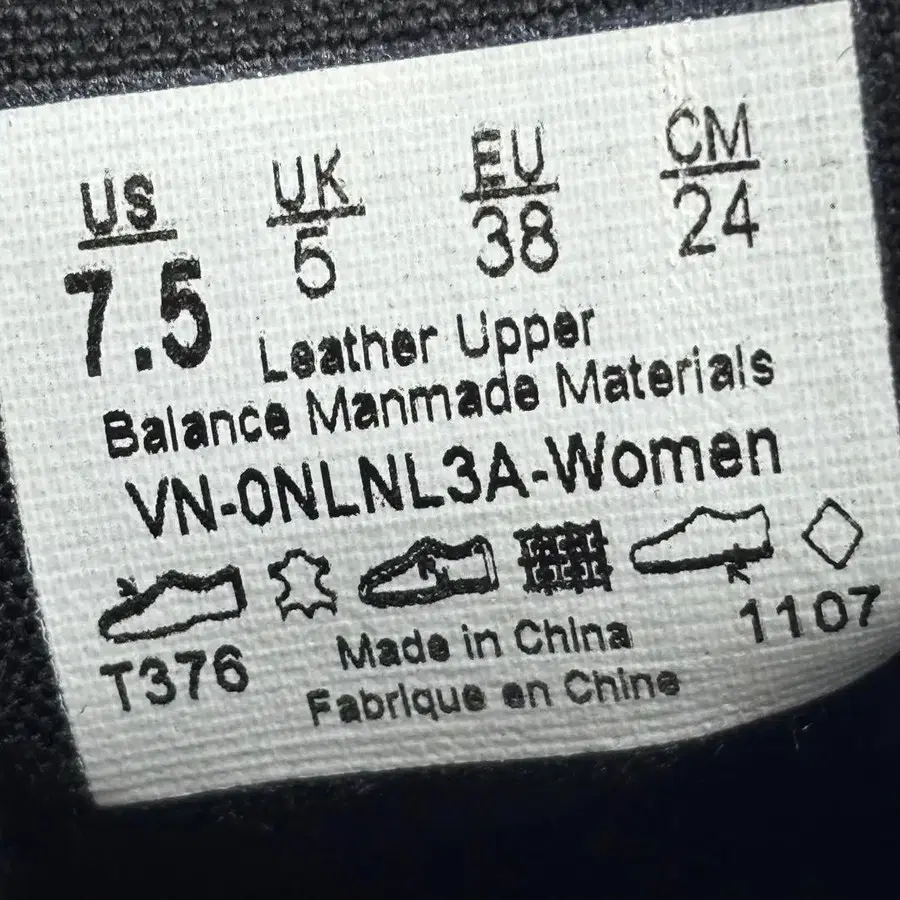 US UK EU CM
7.5 5 38 24
Leather Upper
Balance Manmade Materials
VN-0NLNL3A-Women
T376 Made in China 1107
Fabrique en Chine